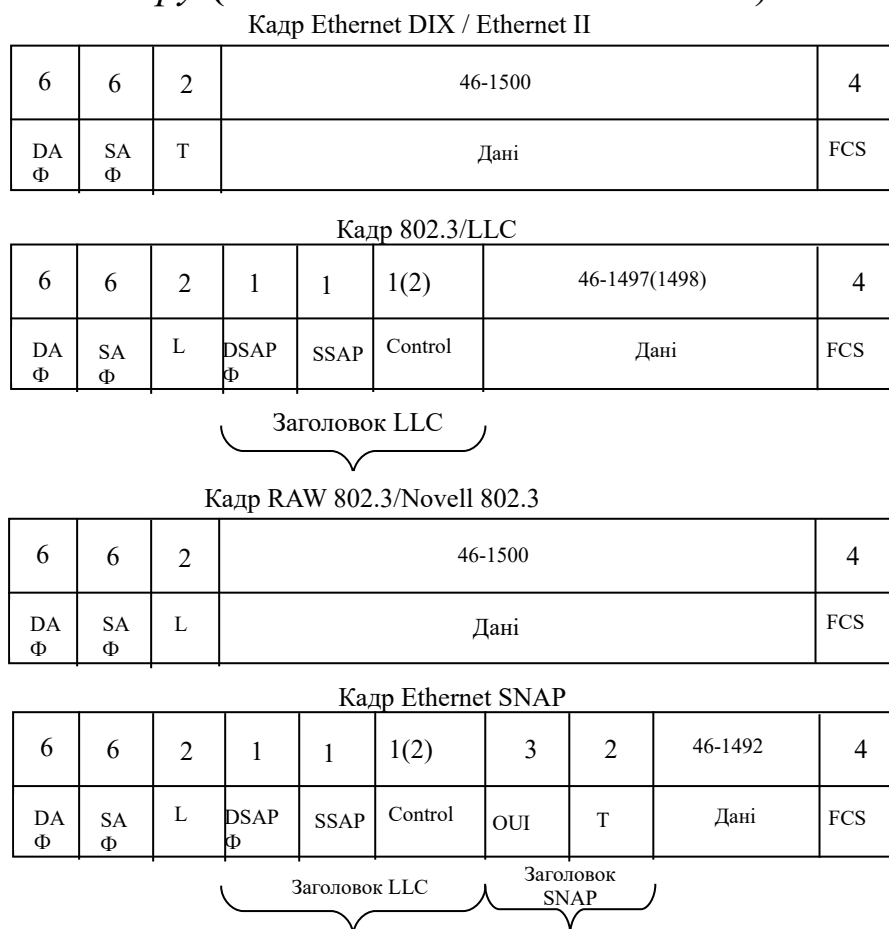 Кадр Ethernet DIX / Ethernet II
6 6 2 46-1500 4
DA SA T Дані FCS
Ф Ф
Кадр 802.3/LLC
6 6 2 1 1 1(2) 46-1497(1498) 4
DA SA L DSAP SSAP Control Дані FCS
Ф Ф Ф
Заголовок LLC
Кадр RAW 802.3/Novell 802.3
6 6 2 46-1500 4
DA SA L Дані FCS
Ф Ф
Кадр Ethernet SNAP
6 6 2 1 1 1(2) 3 2 46-1492 4
DA SA L DSAP SSAP Control OUI T Дані FCS
Ф Ф Ф
Заголовок LLC Заголовок
SNAP